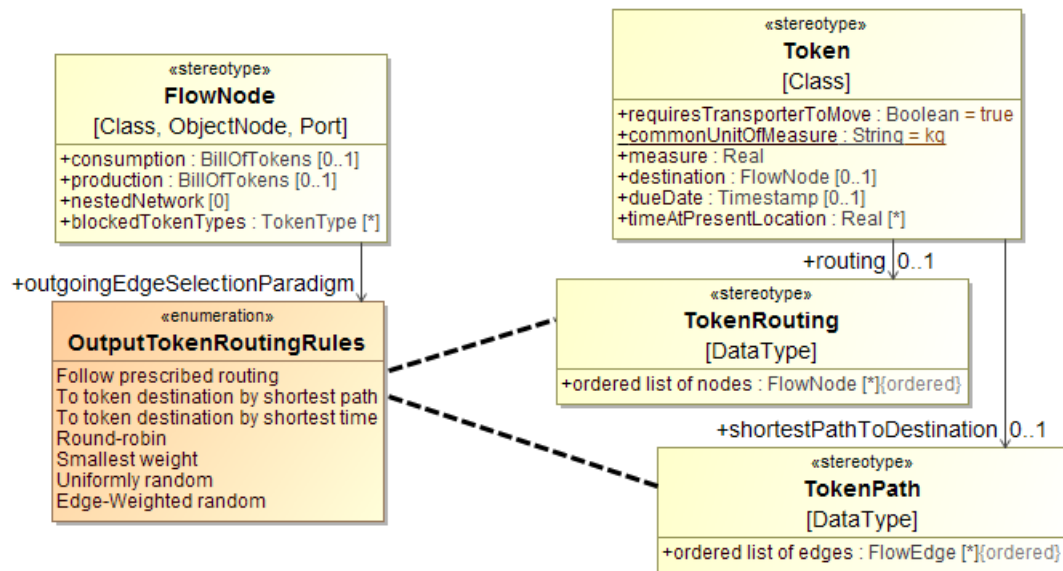 «stereotype»
FlowNode
[Class, ObjectNode, Port]
+consumption : BillOfTokens [0..1]
+production : BillOfTokens [0..1]
+nestedNetwork [0]
+blockedTokenTypes : TokenType [*]
+outgoingEdgeSelectionParadigm
«enumeration»
OutputTokenRoutingRules
Follow prescribed routing
To token destination by shortest path
To token destination by shortest time
Round-robin
Smallest weight
Uniformly random
Edge-Weighted random
«stereotype»
Token
[Class]
+requiresTransporterToMove : Boolean = true
+commonUnitOfMeasure : String = kg
+measure : Real
+destination : FlowNode [0..1]
+dueDate : Timestamp [0..1]
+timeAtPresentLocation : Real [*]
+routing 0..1
«stereotype»
TokenRouting
[DataType]
+ordered list of nodes : FlowNode [*]{ordered}
+shortestPathToDestination 0..1
«stereotype»
TokenPath
[DataType]
+ordered list of edges : FlowEdge [*]{ordered}